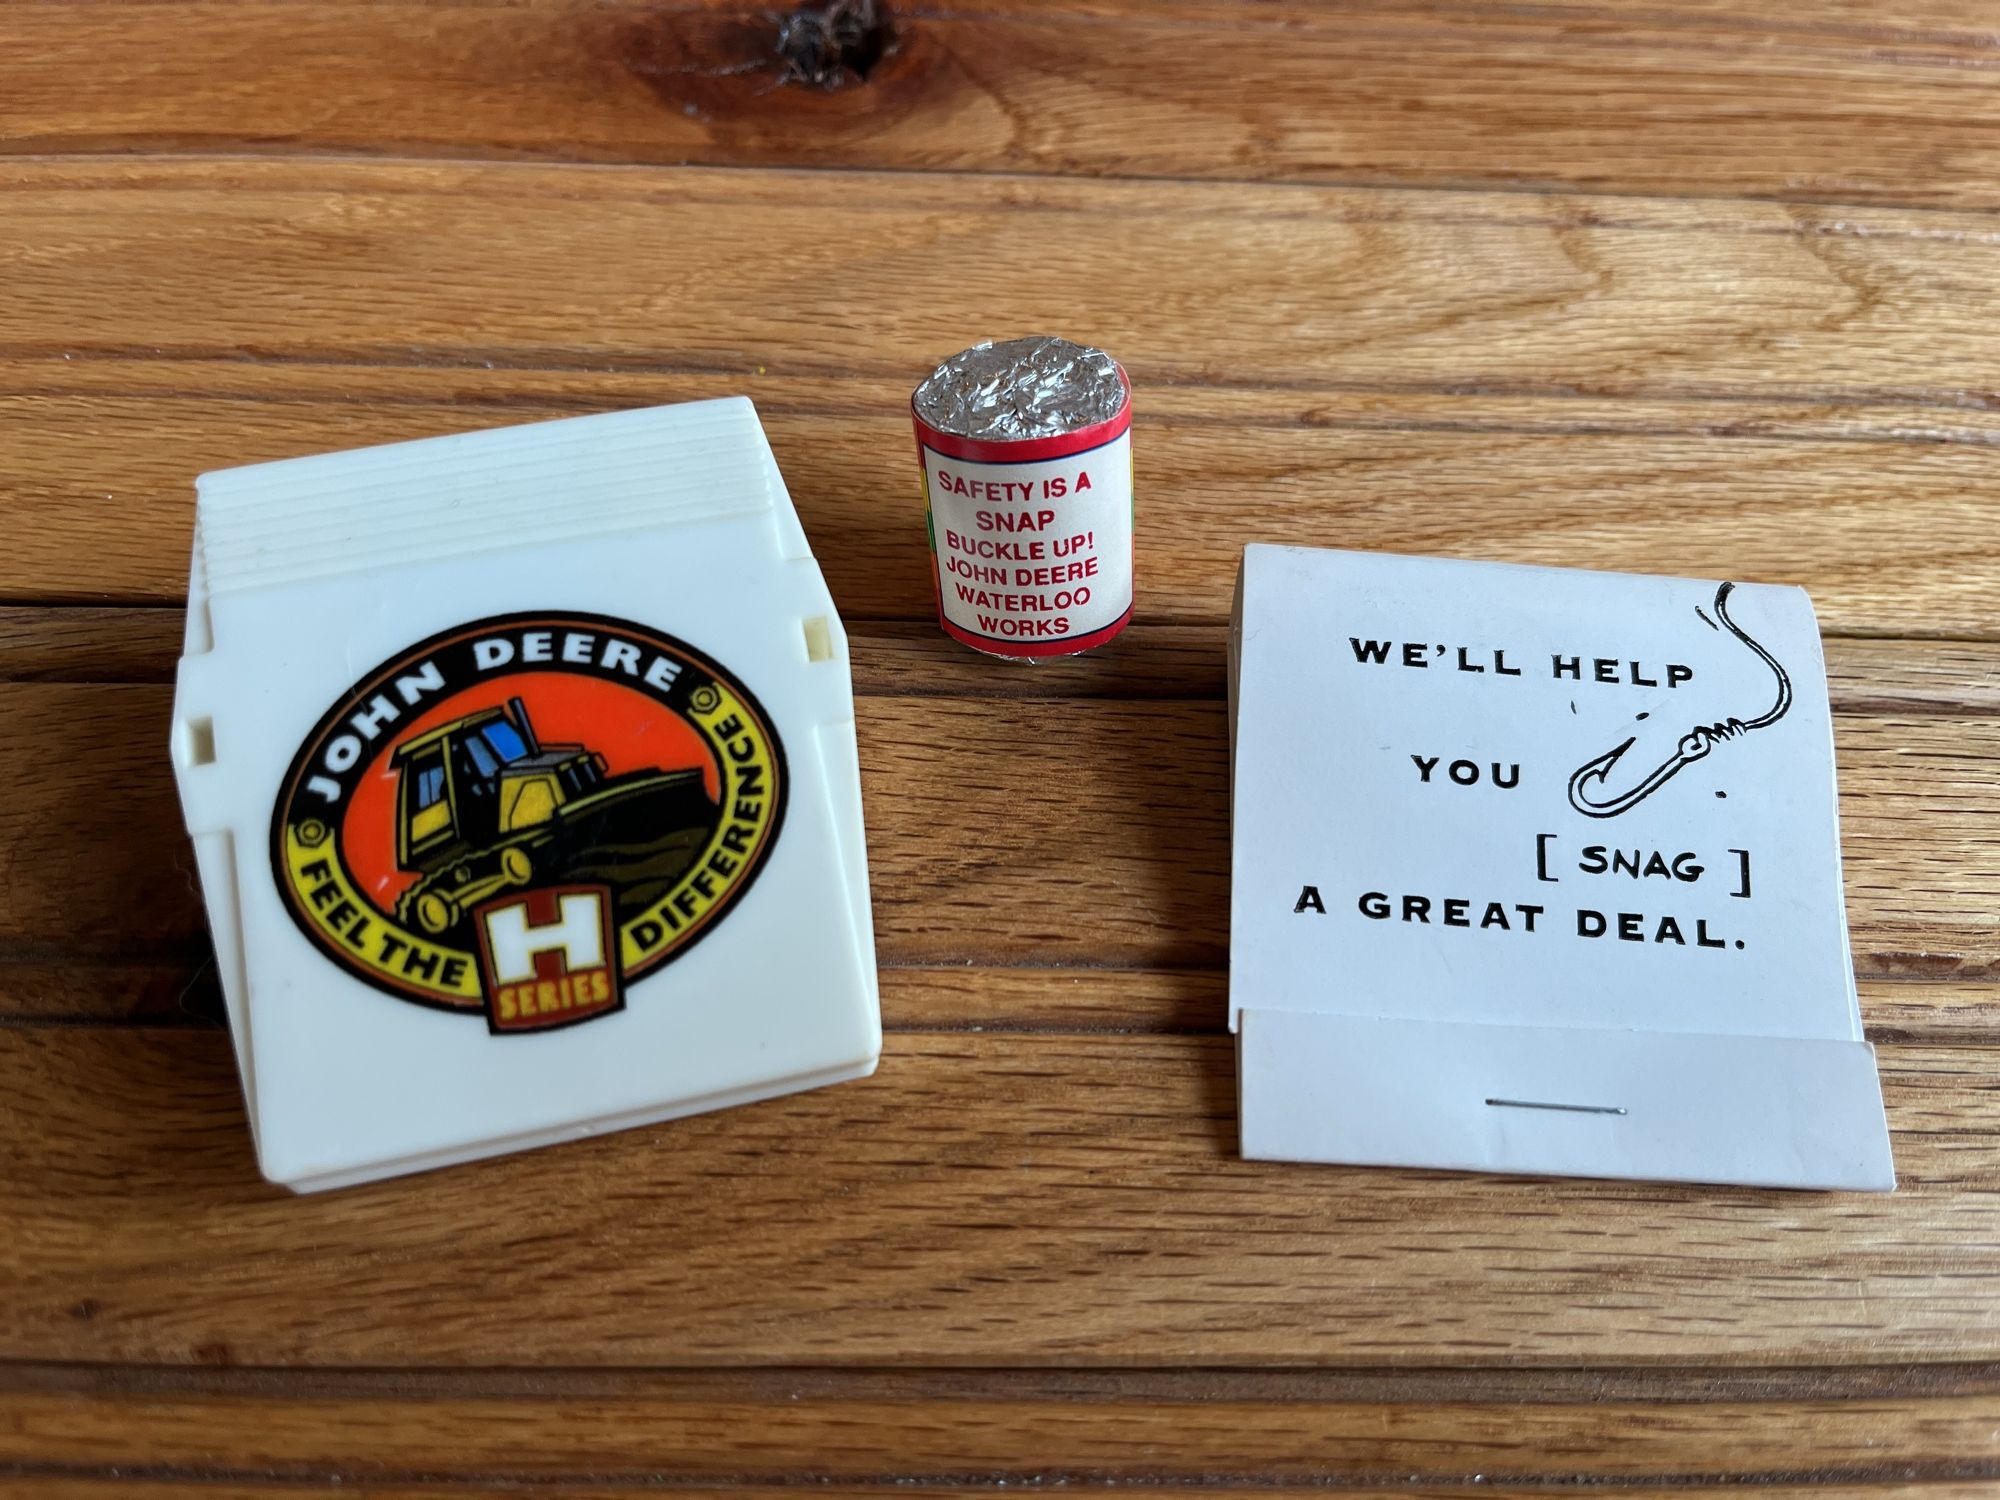 JOHN DEERE
FEEL THE DIFFERENCE
H
SERIES
SAFETY IS A
SNAP
BUCKLE UP!
JOHN DEERE
WATERLOO
WORKS
WE'LL HELP
YOU
[ SNAG ]
A GREAT DEAL.